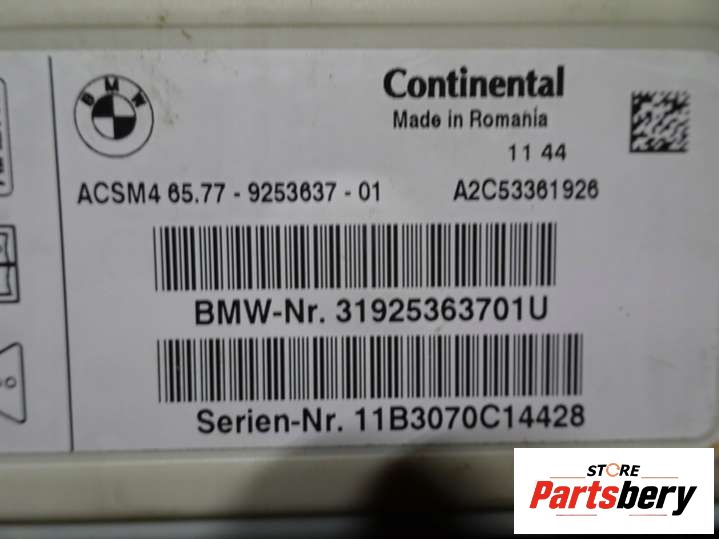 BMW
Continental
Made in Romania
11 44
ACSM4 65.77 - 9253637 - 01 A2C53361926
BMW-Nr. 31925363701U
Serien-Nr. 11B3070C14428
STORE
Partsbery